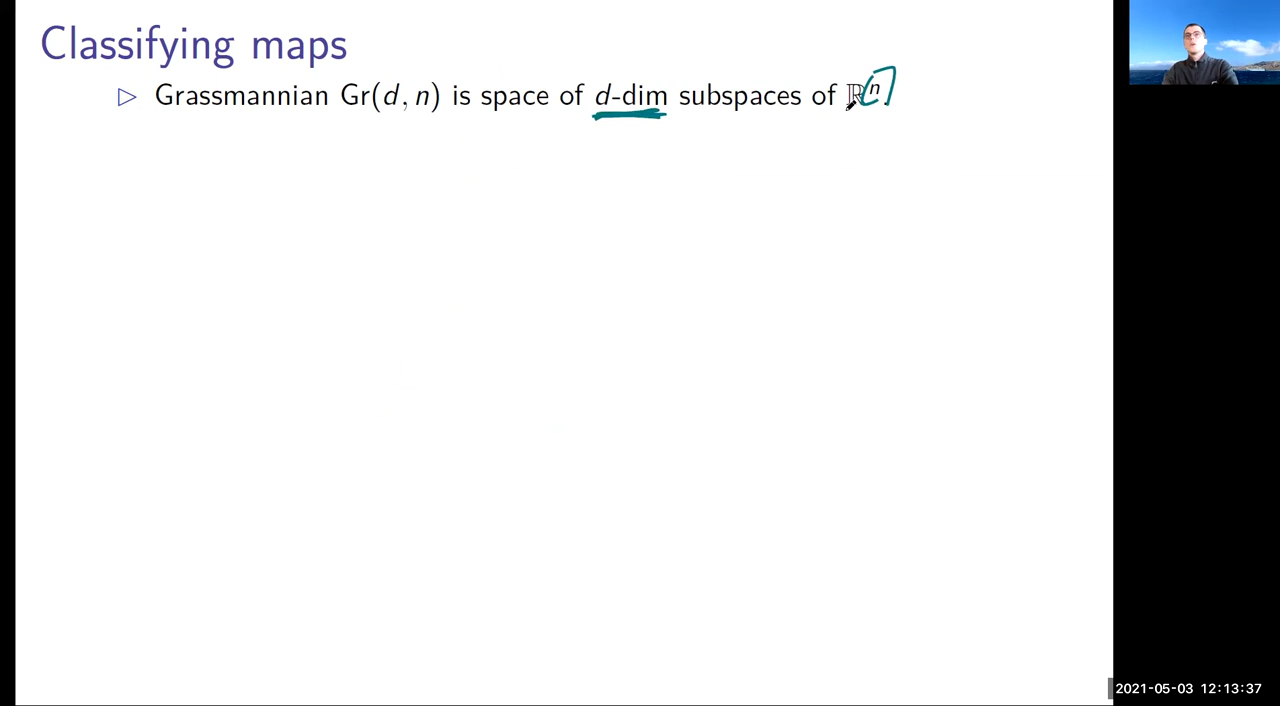 Classifying maps
▷ Grassmannian Gr(d, n) is space of d-dim subspaces of ℝⁿ.
2021-05-03 12:13:37